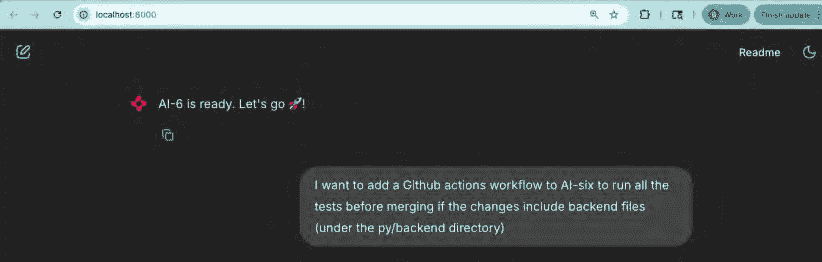 localhost:8000
Work
Readme
AI-6 is ready. Let's go 🚀!
I want to add a Github actions workflow to AI-six to run all the
tests before merging if the changes include backend files
(under the py/backend directory)